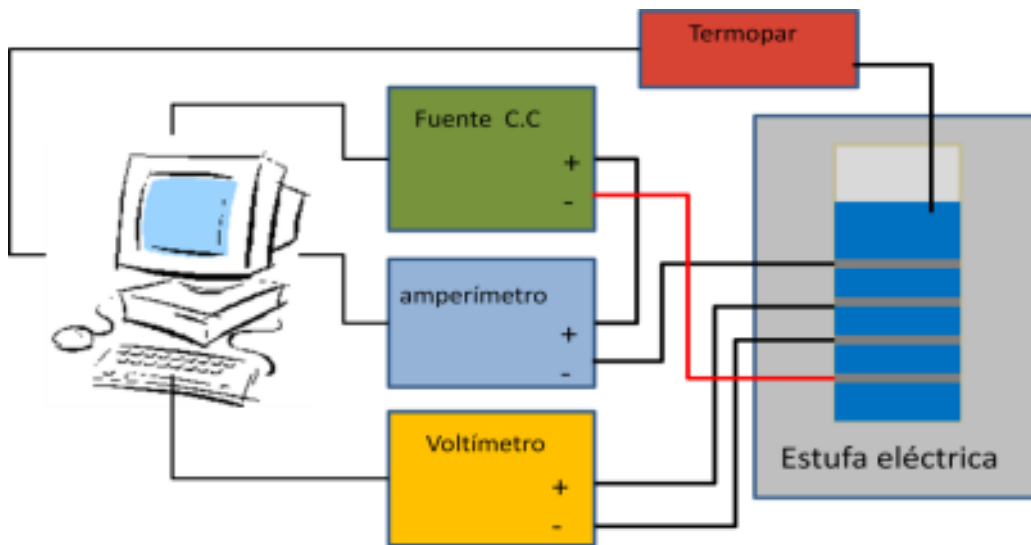 Termopar
Fuente C.C
+
-
amperímetro
+
-
Voltímetro
+
-
Estufa eléctrica